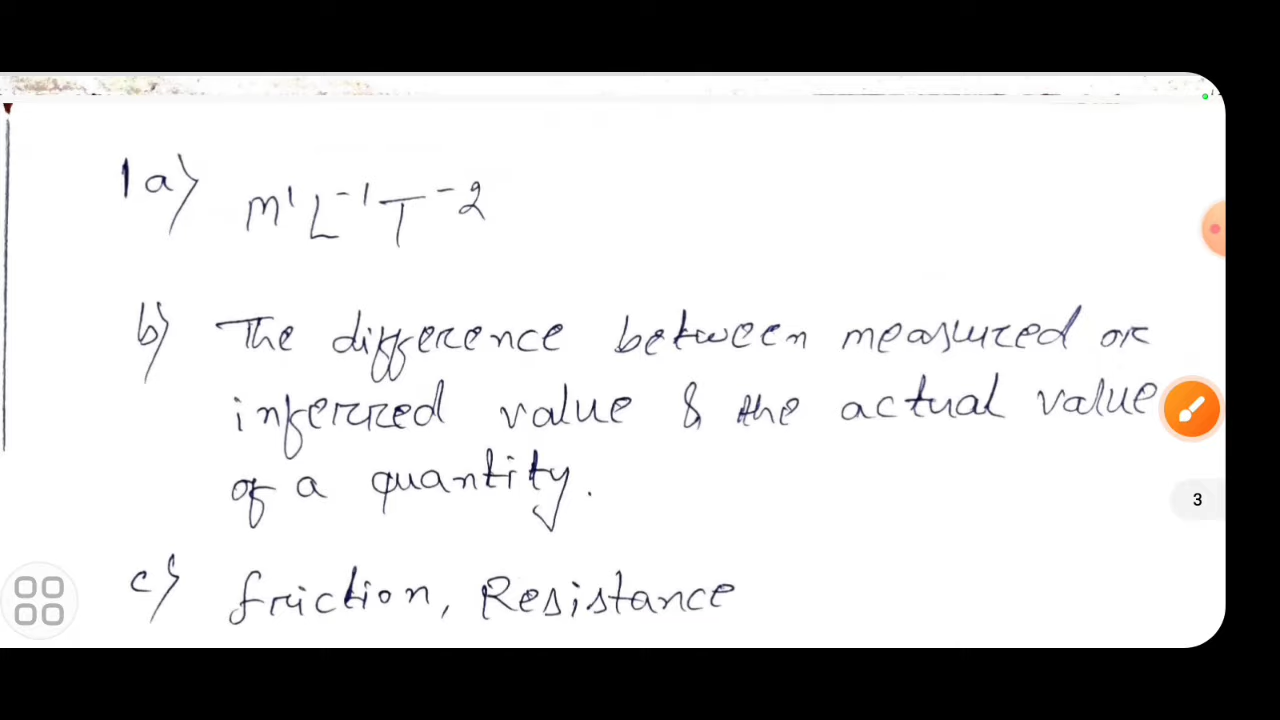 1a) M¹L⁻¹T⁻²
b) The difference between measured or
inferred value & the actual value
of a quantity.
c) friction, Resistance
3